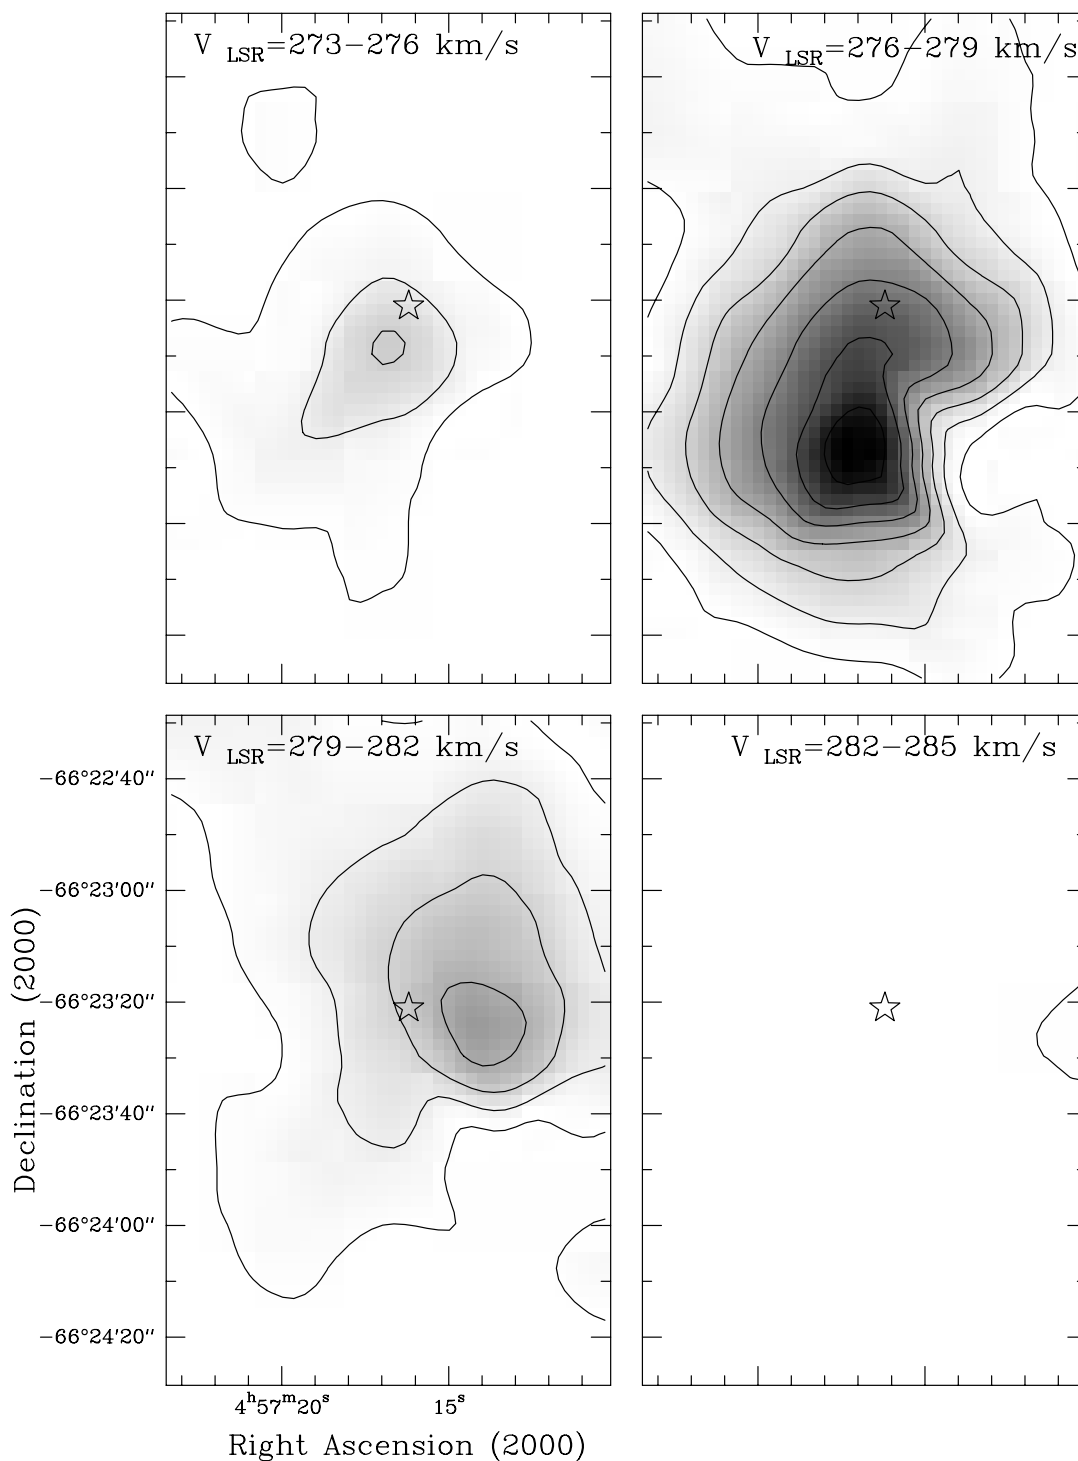 V LSR=273−276 km/s
V LSR=276−279 km/s
V LSR=279−282 km/s
V LSR=282−285 km/s
−66°22'40"
−66°23'00"
−66°23'20"
−66°23'40"
−66°24'00"
−66°24'20"
Declination (2000)
4h57m20s
15s
Right Ascension (2000)